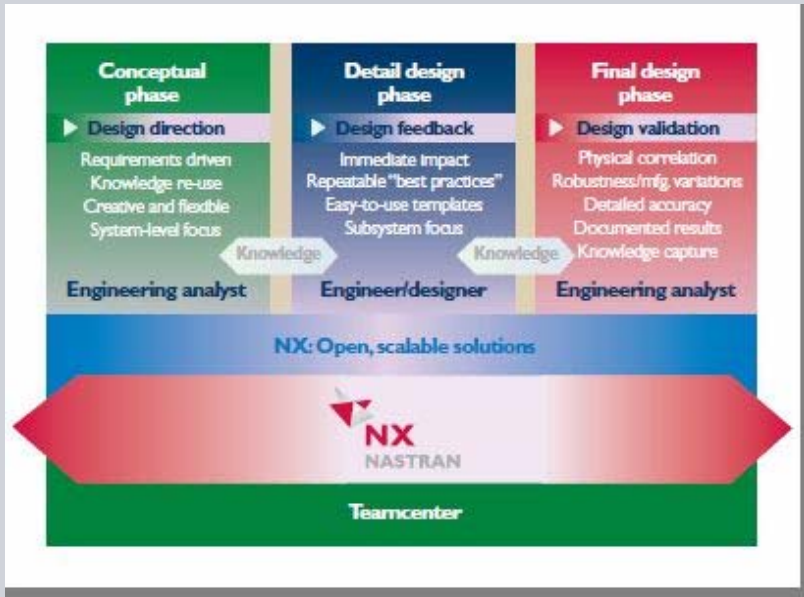 Conceptual
phase
Design direction
Requirements driven
Knowledge re-use
Creative and flexible
System-level focus
Engineering analyst
Knowledge
Detail design
phase
Design feedback
Immediate impact
Repeatable "best practices"
Easy-to-use templates
Subsystem focus
Engineer/designer
Knowledge
Final design
phase
Design validation
Physical correlation
Robustness/mfg. variations
Detailed accuracy
Documented results
Knowledge capture
Engineering analyst
NX: Open, scalable solutions
NX
NASTRAN
Teamcenter